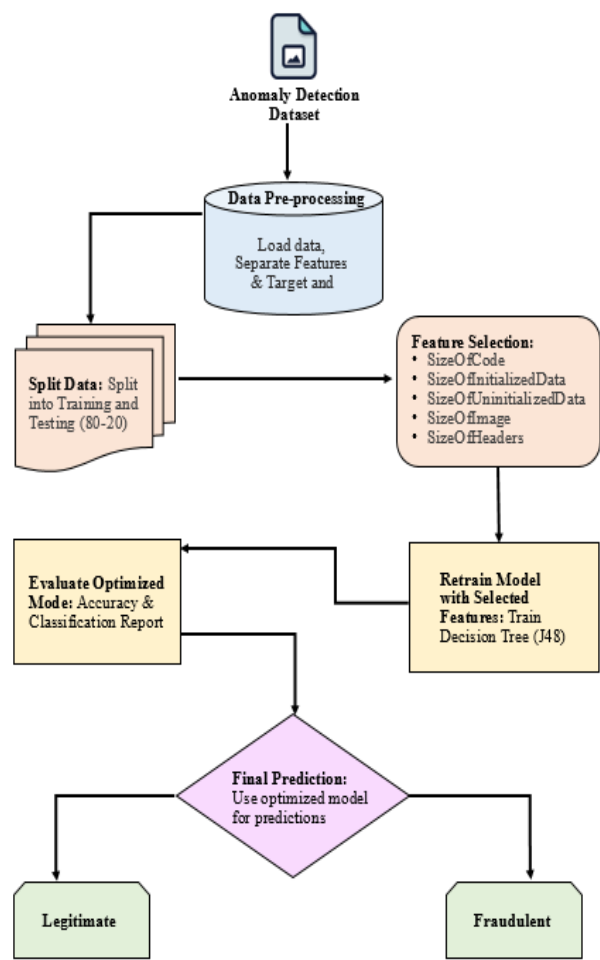 Anomaly Detection
Dataset
Data Pre-processing
Load data,
Separate Features
& Target and
Split Data: Split
into Training and
Testing (80-20)
Feature Selection:
• SizeOfCode
• SizeOfInitializedData
• SizeOfUninitializedData
• SizeOfImage
• SizeOfHeaders
Retrain Model
with Selected
Features: Train
Decision Tree (J48)
Evaluate Optimized
Mode: Accuracy &
Classification Report
Final Prediction:
Use optimized model
for predictions
Legitimate
Fraudulent